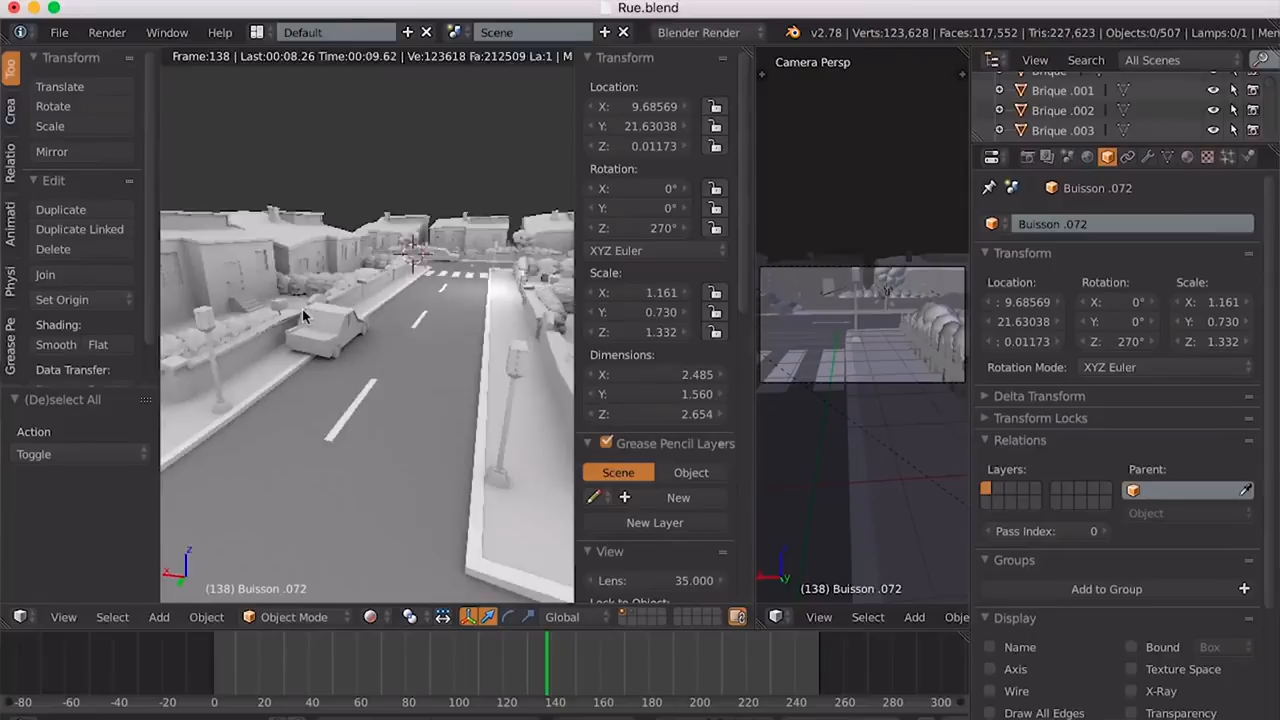 Rue.blend
File Render Window Help Default Scene Blender Render v2.78 | Verts:123,628 | Faces:117,552 | Tris:227,623 | Objects:0/507 | Lamps:0/1 |
Frame:138 | Last:00:08.26 Time:00:09.62 | Ve:123618 Fa:212509 La:1 | M
Too
Crea
Relatio
Animati
Physi
Grease Pe
Transform
Translate
Rotate
Scale
Mirror
Edit
Duplicate
Duplicate Linked
Delete
Join
Set Origin
Shading:
Smooth Flat
Data Transfer:
(De)select All
Action
Toggle
(138) Buisson .072
Transform
Location:
X: 9.68569
Y: 21.63038
Z: 0.01173
Rotation:
X: 0°
Y: 0°
Z: 270°
XYZ Euler
Scale:
X: 1.161
Y: 0.730
Z: 1.332
Dimensions:
X: 2.485
Y: 1.560
Z: 2.654
Grease Pencil Layers
Scene Object
New
New Layer
View
Lens: 35.000
Camera Persp
(138) Buisson .072
View Search All Scenes
Brique .001
Brique .002
Brique .003
Buisson .072
Buisson .072
Transform
Location: Rotation: Scale:
: 9.68569 X: 0° X: 1.161
: 21.63038 Y: 0° Y: 0.730
: 0.01173 Z: 270° Z: 1.332
Rotation Mode: XYZ Euler
Delta Transform
Transform Locks
Relations
Layers: Parent:
Object
Pass Index: 0
Groups
Add to Group
Display
Name Bound Box
Axis Texture Space
Wire X-Ray
Draw All Edges Transparency
View Select Add Object Object Mode Global
View Select Add Obje
-80 -60 -40 -20 0 20 40 60 80 100 120 140 160 180 200 220 240 260 280 300